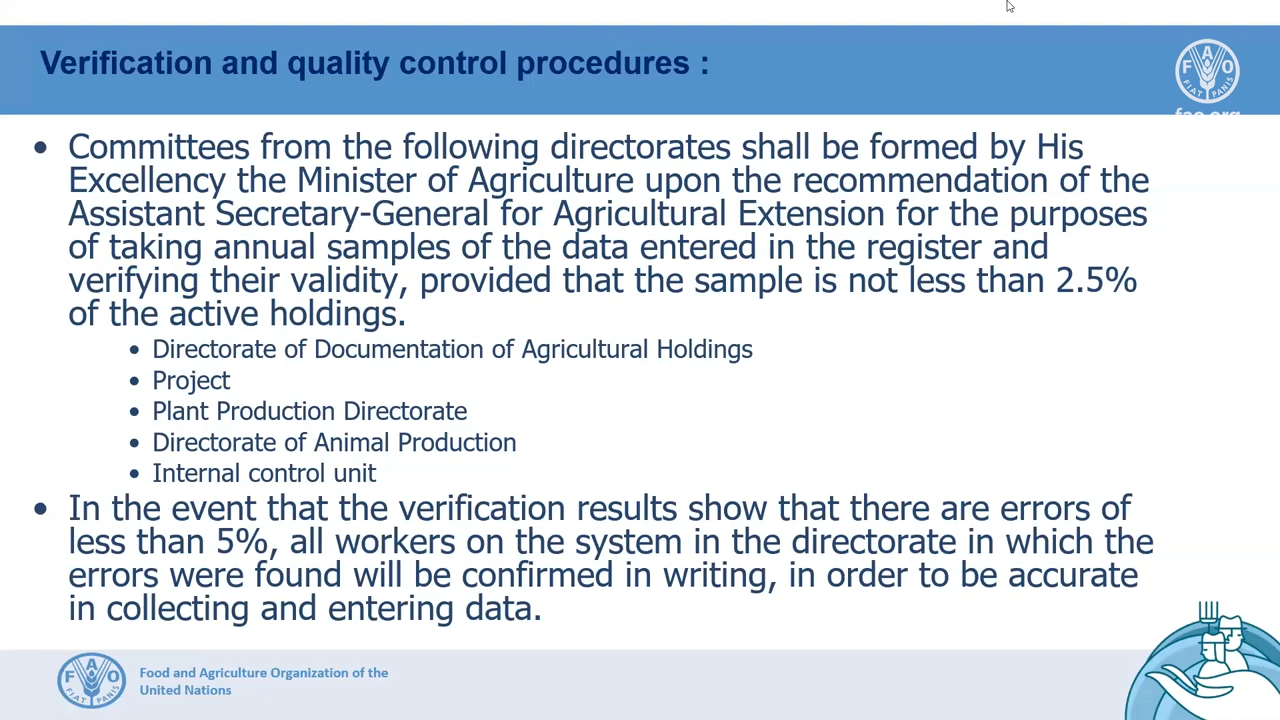 Verification and quality control procedures :
F A O
FIAT PANIS
fao.org
• Committees from the following directorates shall be formed by His
Excellency the Minister of Agriculture upon the recommendation of the
Assistant Secretary-General for Agricultural Extension for the purposes
of taking annual samples of the data entered in the register and
verifying their validity, provided that the sample is not less than 2.5%
of the active holdings.
• Directorate of Documentation of Agricultural Holdings
• Project
• Plant Production Directorate
• Directorate of Animal Production
• Internal control unit
• In the event that the verification results show that there are errors of
less than 5%, all workers on the system in the directorate in which the
errors were found will be confirmed in writing, in order to be accurate
in collecting and entering data.
F A O
FIAT PANIS
Food and Agriculture Organization of the
United Nations